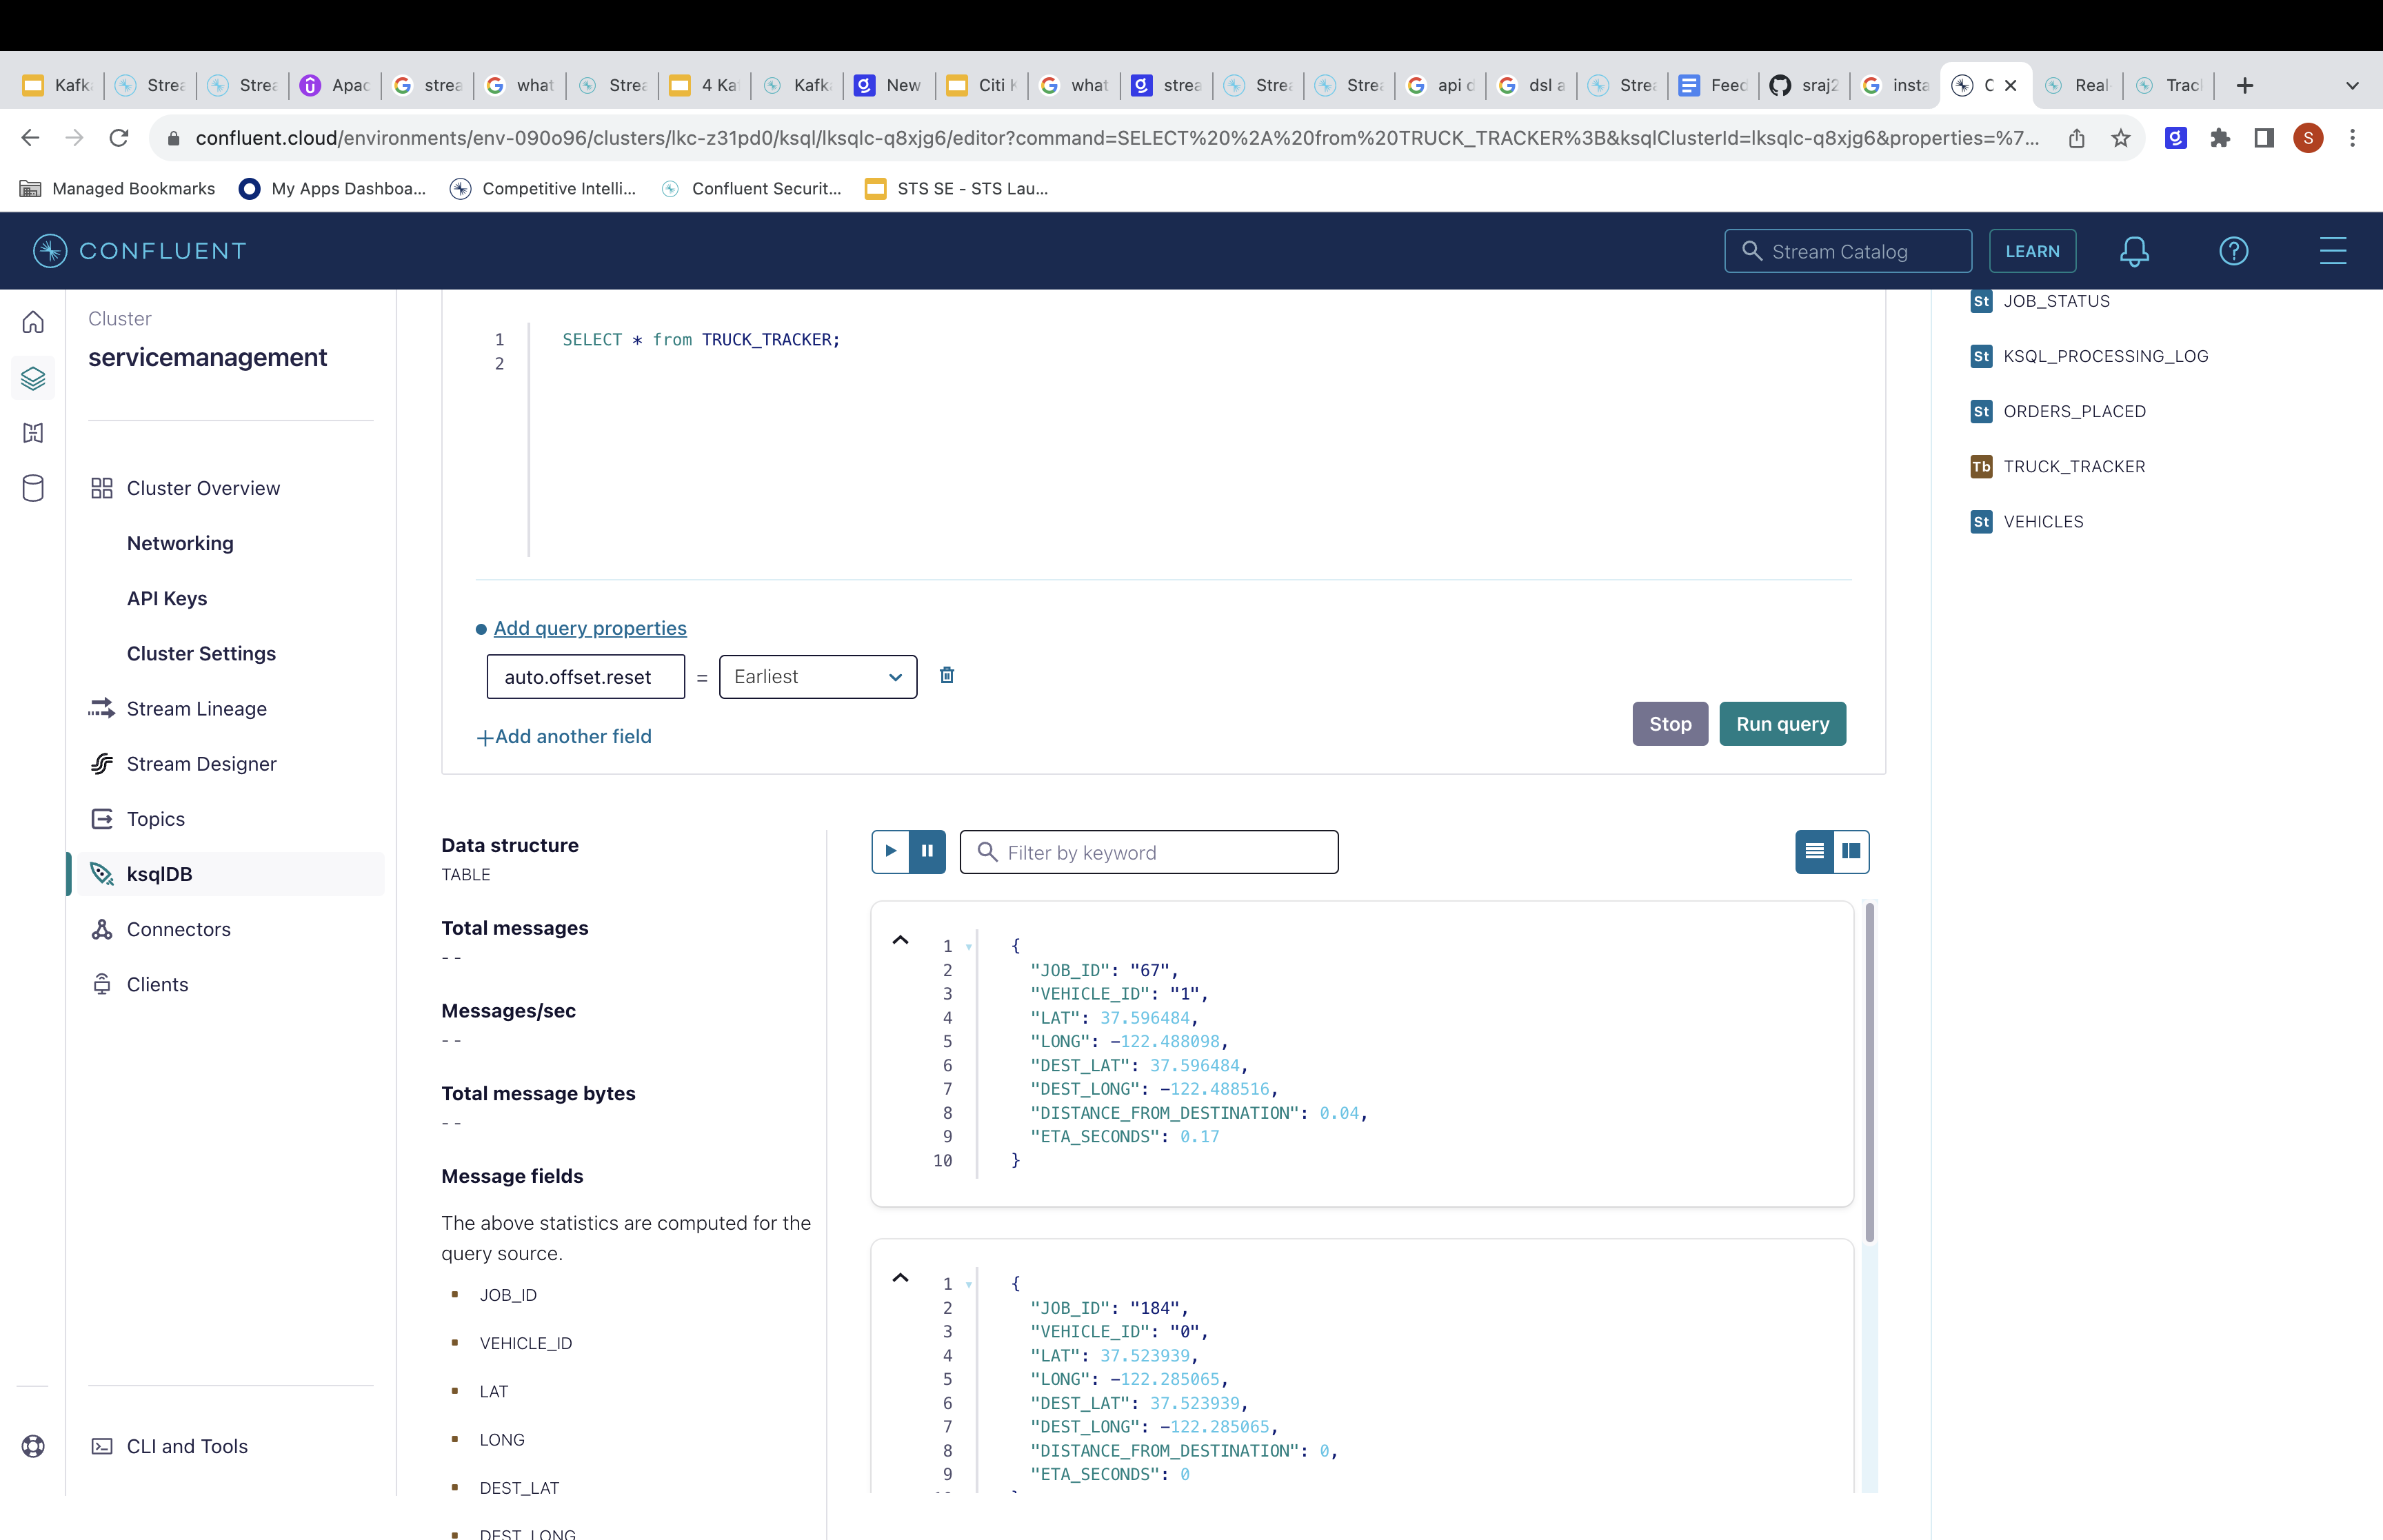 Kafk
Strea
Strea
Apac
strea
what
Strea
4 Kaf
Kafka
New
Citi K
what
strea
Strea
Strea
api d
dsl a
Strea
Feed
sraj2
insta
C
Real-
Track
confluent.cloud/environments/env-090o96/clusters/lkc-z31pd0/ksql/lksqlc-q8xjg6/editor?command=SELECT%20%2A%20from%20TRUCK_TRACKER%3B&ksqlClusterId=lksqlc-q8xjg6&properties=%7...
S
Managed Bookmarks
My Apps Dashboa...
Competitive Intelli...
Confluent Securit...
STS SE - STS Lau...
CONFLUENT
Stream Catalog
LEARN
Cluster
servicemanagement
Cluster Overview
Networking
API Keys
Cluster Settings
Stream Lineage
Stream Designer
Topics
ksqlDB
Connectors
Clients
CLI and Tools
1 SELECT * from TRUCK_TRACKER;
2
Add query properties
auto.offset.reset = Earliest
+Add another field
Stop
Run query
Data structure
TABLE
Total messages
--
Messages/sec
--
Total message bytes
--
Message fields
The above statistics are computed for the
query source.
JOB_ID
VEHICLE_ID
LAT
LONG
DEST_LAT
DEST_LONG
Filter by keyword
1 {
2 "JOB_ID": "67",
3 "VEHICLE_ID": "1",
4 "LAT": 37.596484,
5 "LONG": -122.488098,
6 "DEST_LAT": 37.596484,
7 "DEST_LONG": -122.488516,
8 "DISTANCE_FROM_DESTINATION": 0.04,
9 "ETA_SECONDS": 0.17
10 }
1 {
2 "JOB_ID": "184",
3 "VEHICLE_ID": "0",
4 "LAT": 37.523939,
5 "LONG": -122.285065,
6 "DEST_LAT": 37.523939,
7 "DEST_LONG": -122.285065,
8 "DISTANCE_FROM_DESTINATION": 0,
9 "ETA_SECONDS": 0
St JOB_STATUS
St KSQL_PROCESSING_LOG
St ORDERS_PLACED
Tb TRUCK_TRACKER
St VEHICLES